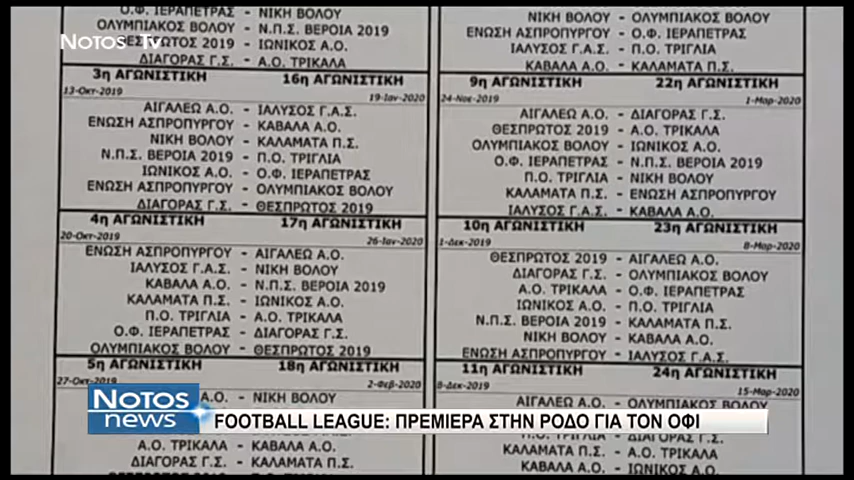 Notos Tv
Ο.Φ. ΙΕΡΑΠΕΤΡΑΣ - ΝΙΚΗ ΒΟΛΟΥ
ΟΛΥΜΠΙΑΚΟΣ ΒΟΛΟΥ - Ν.Π.Σ. ΒΕΡΟΙΑ 2019
ΘΕΣΠΡΩΤΟΣ 2019 - ΙΩΝΙΚΟΣ Α.Ο.
ΔΙΑΓΟΡΑΣ Γ.Σ. - Α.Ο. ΤΡΙΚΑΛΑ
3η ΑΓΩΝΙΣΤΙΚΗ 16η ΑΓΩΝΙΣΤΙΚΗ
13-Οκτ-2019 19-Ιαν-2020
ΑΙΓΑΛΕΩ Α.Ο. - ΙΑΛΥΣΟΣ Γ.Α.Σ.
ΕΝΩΣΗ ΑΣΠΡΟΠΥΡΓΟΥ - ΚΑΒΑΛΑ Α.Ο.
ΝΙΚΗ ΒΟΛΟΥ - ΚΑΛΑΜΑΤΑ Π.Σ.
Ν.Π.Σ. ΒΕΡΟΙΑ 2019 - Π.Ο. ΤΡΙΓΛΙΑ
ΙΩΝΙΚΟΣ Α.Ο. - Ο.Φ. ΙΕΡΑΠΕΤΡΑΣ
ΕΝΩΣΗ ΑΣΠΡΟΠΥΡΓΟΥ - ΟΛΥΜΠΙΑΚΟΣ ΒΟΛΟΥ
ΔΙΑΓΟΡΑΣ Γ.Σ. - ΘΕΣΠΡΩΤΟΣ 2019
4η ΑΓΩΝΙΣΤΙΚΗ 17η ΑΓΩΝΙΣΤΙΚΗ
20-Οκτ-2019 26-Ιαν-2020
ΕΝΩΣΗ ΑΣΠΡΟΠΥΡΓΟΥ - ΑΙΓΑΛΕΩ Α.Ο.
ΙΑΛΥΣΟΣ Γ.Α.Σ. - ΝΙΚΗ ΒΟΛΟΥ
ΚΑΒΑΛΑ Α.Ο. - Ν.Π.Σ. ΒΕΡΟΙΑ 2019
ΚΑΛΑΜΑΤΑ Π.Σ. - ΙΩΝΙΚΟΣ Α.Ο.
Π.Ο. ΤΡΙΓΛΙΑ - Α.Ο. ΤΡΙΚΑΛΑ
Ο.Φ. ΙΕΡΑΠΕΤΡΑΣ - ΔΙΑΓΟΡΑΣ Γ.Σ.
ΟΛΥΜΠΙΑΚΟΣ ΒΟΛΟΥ - ΘΕΣΠΡΩΤΟΣ 2019
5η ΑΓΩΝΙΣΤΙΚΗ 18η ΑΓΩΝΙΣΤΙΚΗ
27-Οκτ-2019 2-Φεβ-2020
Α.Ο. - ΝΙΚΗ ΒΟΛΟΥ
Α.Ο. ΤΡΙΚΑΛΑ - ΚΑΒΑΛΑ Α.Ο.
ΔΙΑΓΟΡΑΣ Γ.Σ. - ΚΑΛΑΜΑΤΑ Π.Σ.
ΝΙΚΗ ΒΟΛΟΥ - ΟΛΥΜΠΙΑΚΟΣ ΒΟΛΟΥ
ΕΝΩΣΗ ΑΣΠΡΟΠΥΡΓΟΥ - Ο.Φ. ΙΕΡΑΠΕΤΡΑΣ
ΙΑΛΥΣΟΣ Γ.Α.Σ. - Π.Ο. ΤΡΙΓΛΙΑ
ΚΑΒΑΛΑ Α.Ο. - ΚΑΛΑΜΑΤΑ Π.Σ.
9η ΑΓΩΝΙΣΤΙΚΗ 22η ΑΓΩΝΙΣΤΙΚΗ
24-Νοε-2019 1-Μαρ-2020
ΑΙΓΑΛΕΩ Α.Ο. - ΔΙΑΓΟΡΑΣ Γ.Σ.
ΘΕΣΠΡΩΤΟΣ 2019 - Α.Ο. ΤΡΙΚΑΛΑ
ΟΛΥΜΠΙΑΚΟΣ ΒΟΛΟΥ - ΙΩΝΙΚΟΣ Α.Ο.
Ο.Φ. ΙΕΡΑΠΕΤΡΑΣ - Ν.Π.Σ. ΒΕΡΟΙΑ 2019
Π.Ο. ΤΡΙΓΛΙΑ - ΝΙΚΗ ΒΟΛΟΥ
ΚΑΛΑΜΑΤΑ Π.Σ. - ΕΝΩΣΗ ΑΣΠΡΟΠΥΡΓΟΥ
ΙΑΛΥΣΟΣ Γ.Α.Σ. - ΚΑΒΑΛΑ Α.Ο.
10η ΑΓΩΝΙΣΤΙΚΗ 23η ΑΓΩΝΙΣΤΙΚΗ
1-Δεκ-2019 8-Μαρ-2020
ΘΕΣΠΡΩΤΟΣ 2019 - ΑΙΓΑΛΕΩ Α.Ο.
ΔΙΑΓΟΡΑΣ Γ.Σ. - ΟΛΥΜΠΙΑΚΟΣ ΒΟΛΟΥ
Α.Ο. ΤΡΙΚΑΛΑ - Ο.Φ. ΙΕΡΑΠΕΤΡΑΣ
ΙΩΝΙΚΟΣ Α.Ο. - Π.Ο. ΤΡΙΓΛΙΑ
Ν.Π.Σ. ΒΕΡΟΙΑ 2019 - ΚΑΛΑΜΑΤΑ Π.Σ.
ΝΙΚΗ ΒΟΛΟΥ - ΚΑΒΑΛΑ Α.Ο.
ΕΝΩΣΗ ΑΣΠΡΟΠΥΡΓΟΥ - ΙΑΛΥΣΟΣ Γ.Α.Σ.
11η ΑΓΩΝΙΣΤΙΚΗ 24η ΑΓΩΝΙΣΤΙΚΗ
8-Δεκ-2019 15-Μαρ-2020
ΑΙΓΑΛΕΩ Α.Ο. - ΟΛΥΜΠΙΑΚΟΣ ΒΟΛΟΥ
Π.Ο. ΤΡΙΓΛΙΑ - ΔΙΑΓΟΡΑΣ Γ.Σ.
ΚΑΛΑΜΑΤΑ Π.Σ. - Α.Ο. ΤΡΙΚΑΛΑ
ΚΑΒΑΛΑ Α.Ο. - ΙΩΝΙΚΟΣ Α.Ο.
NOTOS
news
FOOTBALL LEAGUE: ΠΡΕΜΙΕΡΑ ΣΤΗΝ ΡΟΔΟ ΓΙΑ ΤΟΝ ΟΦΙ